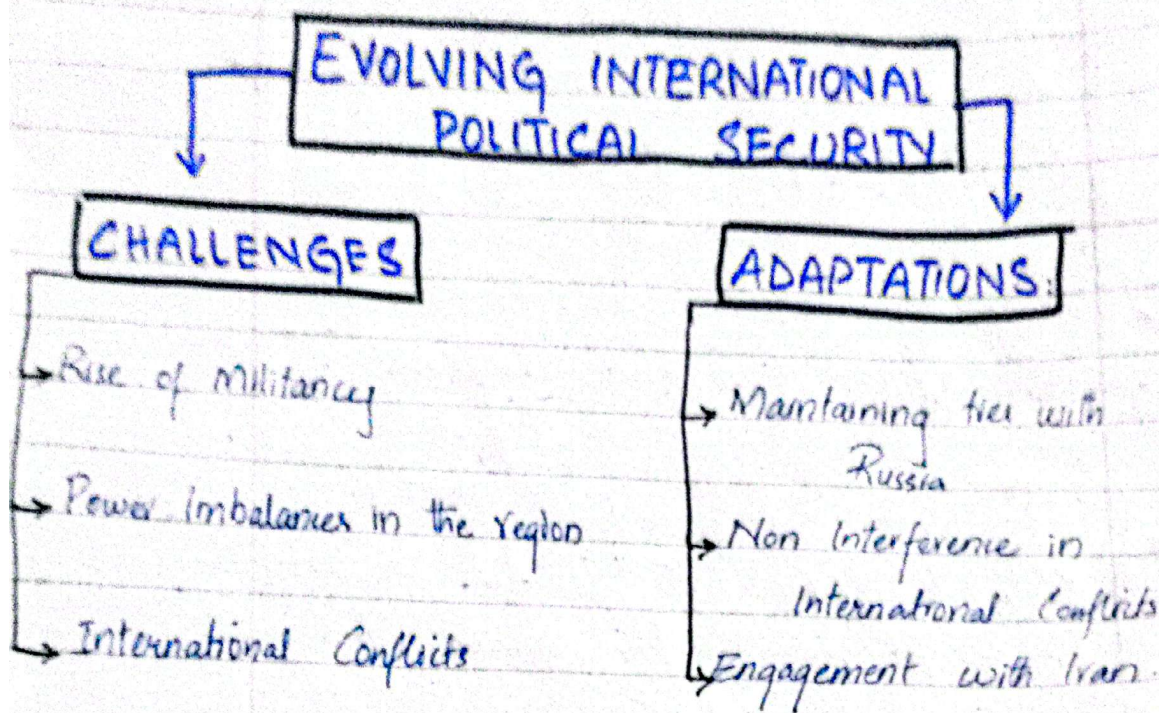 EVOLVING INTERNATIONAL
POLITICAL SECURITY
CHALLENGES
Rise of Militancy
Power imbalances in the region
International Conflicts
ADAPTATIONS:
Maintaining ties with
Russia
Non Interference in
International Conflicts
Engagement with Iran.